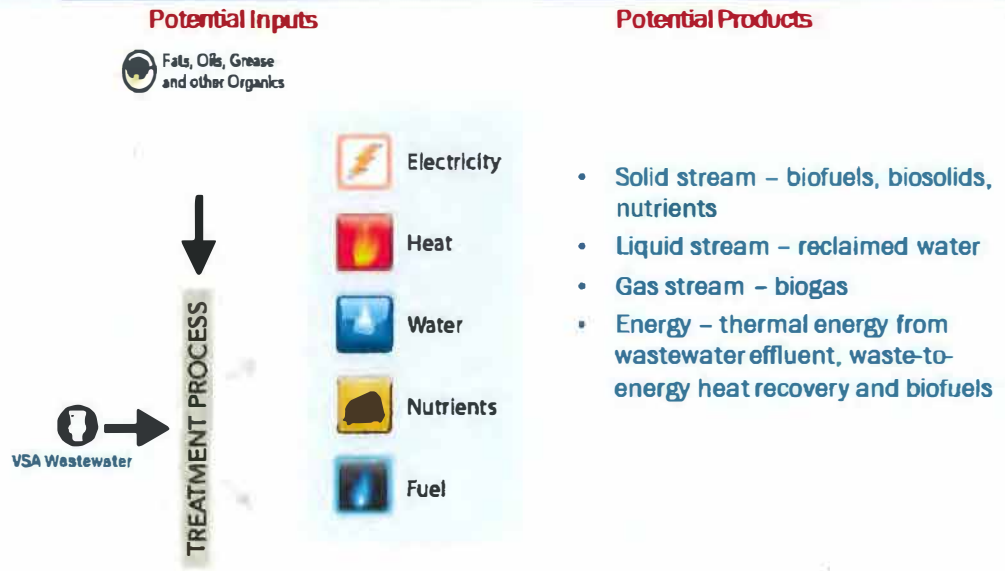 Potential Inputs
Potential Products
Fats, Oils, Grease
and other Organics
Electricity
Heat
Water
Nutrients
Fuel
TREATMENT PROCESS
VSA Wastewater
• Solid stream – biofuels, biosolids,
nutrients
• Liquid stream – reclaimed water
• Gas stream – biogas
• Energy – thermal energy from
wastewater effluent, waste-to-
energy heat recovery and biofuels